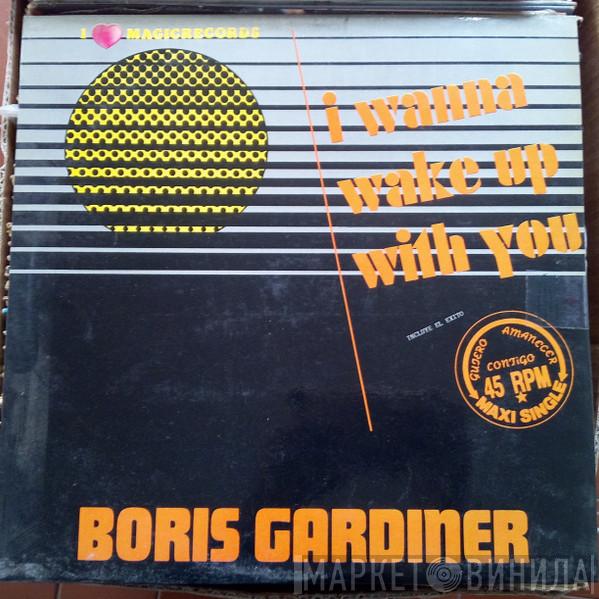 I ❤ MAGICRECORDS
i wanna
wake up
with you
INCLUYE EL EXITO
QUIERO AMANECER
CONTIGO
45 RPM
MAXI SINGLE
BORIS GARDINER
МАРКЕТ ВИНИЛА